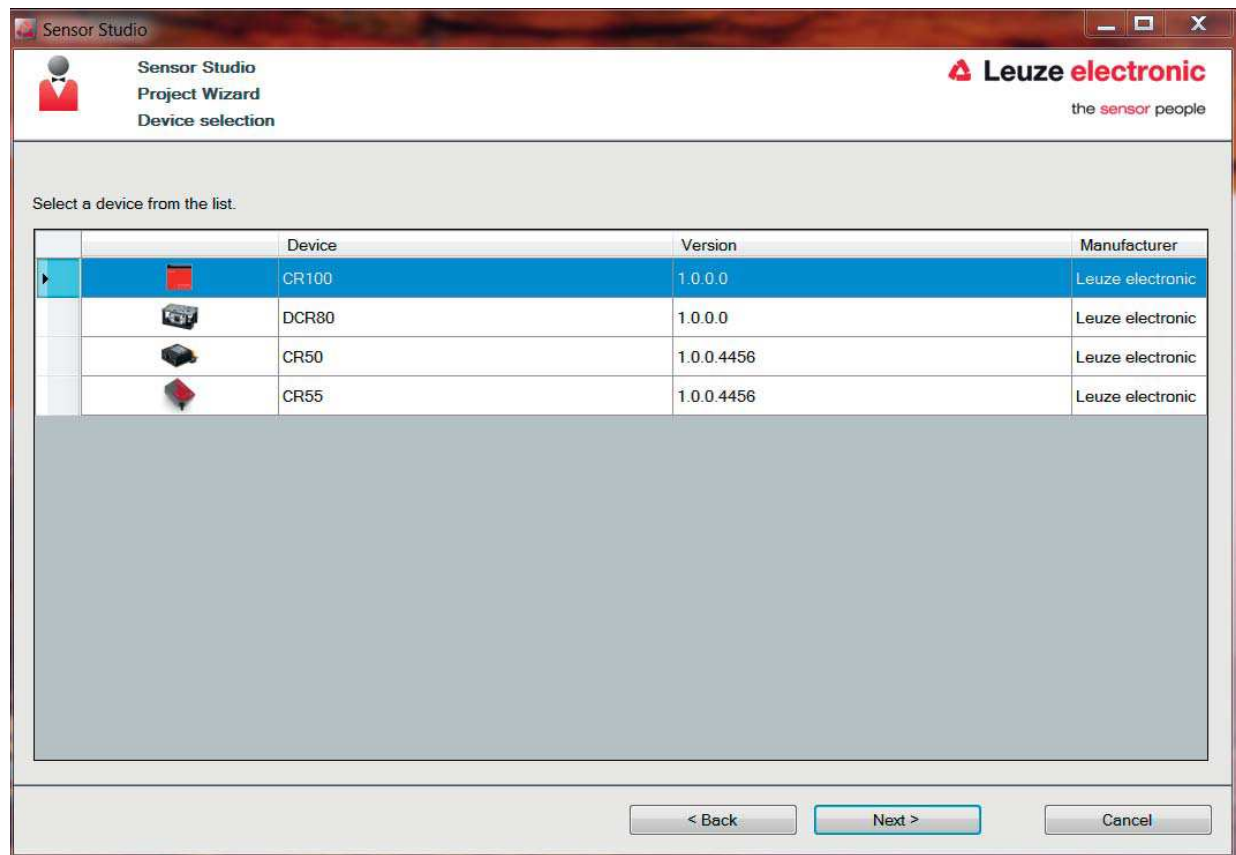 Sensor Studio
Sensor Studio
Project Wizard
Device selection
Leuze electronic
the sensor people
Select a device from the list.
Device Version Manufacturer
CR100 1.0.0.0 Leuze electronic
DCR80 1.0.0.0 Leuze electronic
CR50 1.0.0.4456 Leuze electronic
CR55 1.0.0.4456 Leuze electronic
< Back Next > Cancel